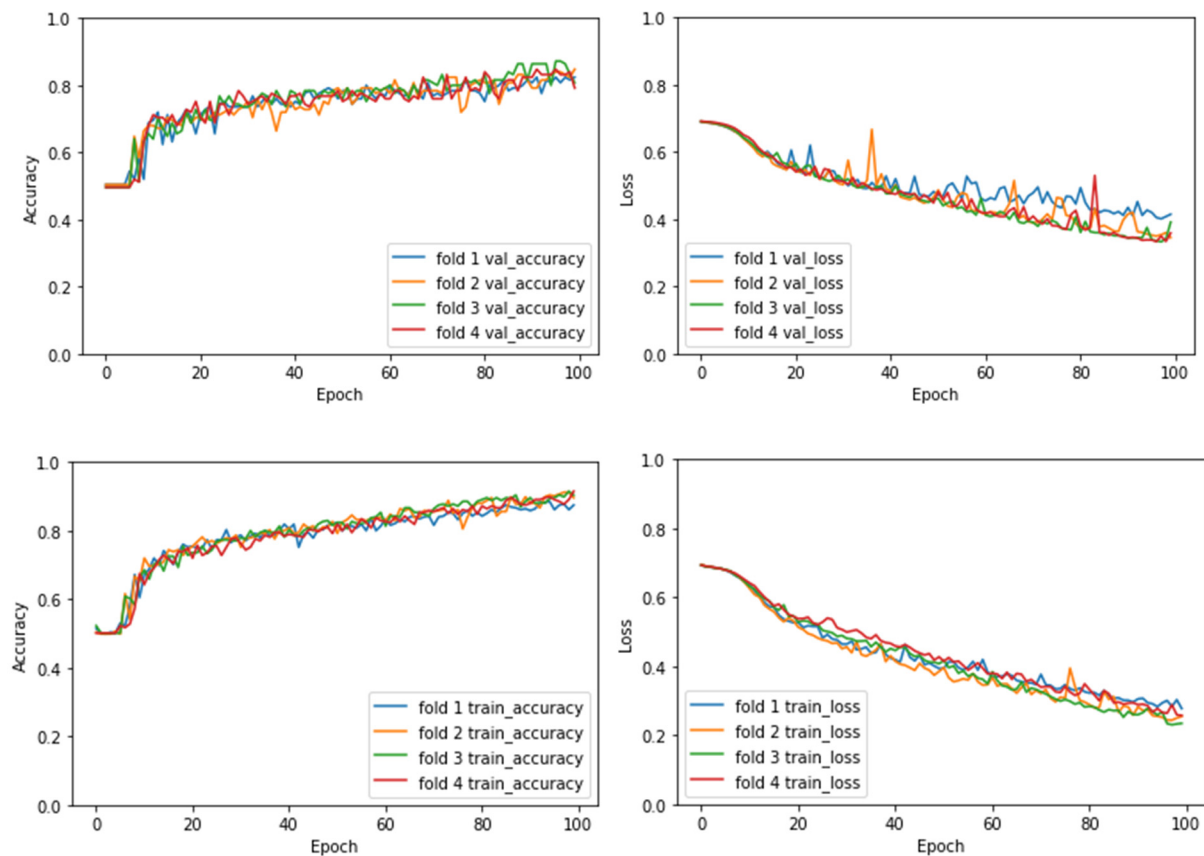 1.0
0.8
0.6
0.4
0.2
0.0
Accuracy
fold 1 val_accuracy
fold 2 val_accuracy
fold 3 val_accuracy
fold 4 val_accuracy
0 20 40 60 80 100
Epoch
1.0
0.8
0.6
0.4
0.2
0.0
Loss
fold 1 val_loss
fold 2 val_loss
fold 3 val_loss
fold 4 val_loss
0 20 40 60 80 100
Epoch
1.0
0.8
0.6
0.4
0.2
0.0
Accuracy
fold 1 train_accuracy
fold 2 train_accuracy
fold 3 train_accuracy
fold 4 train_accuracy
0 20 40 60 80 100
Epoch
1.0
0.8
0.6
0.4
0.2
0.0
Loss
fold 1 train_loss
fold 2 train_loss
fold 3 train_loss
fold 4 train_loss
0 20 40 60 80 100
Epoch